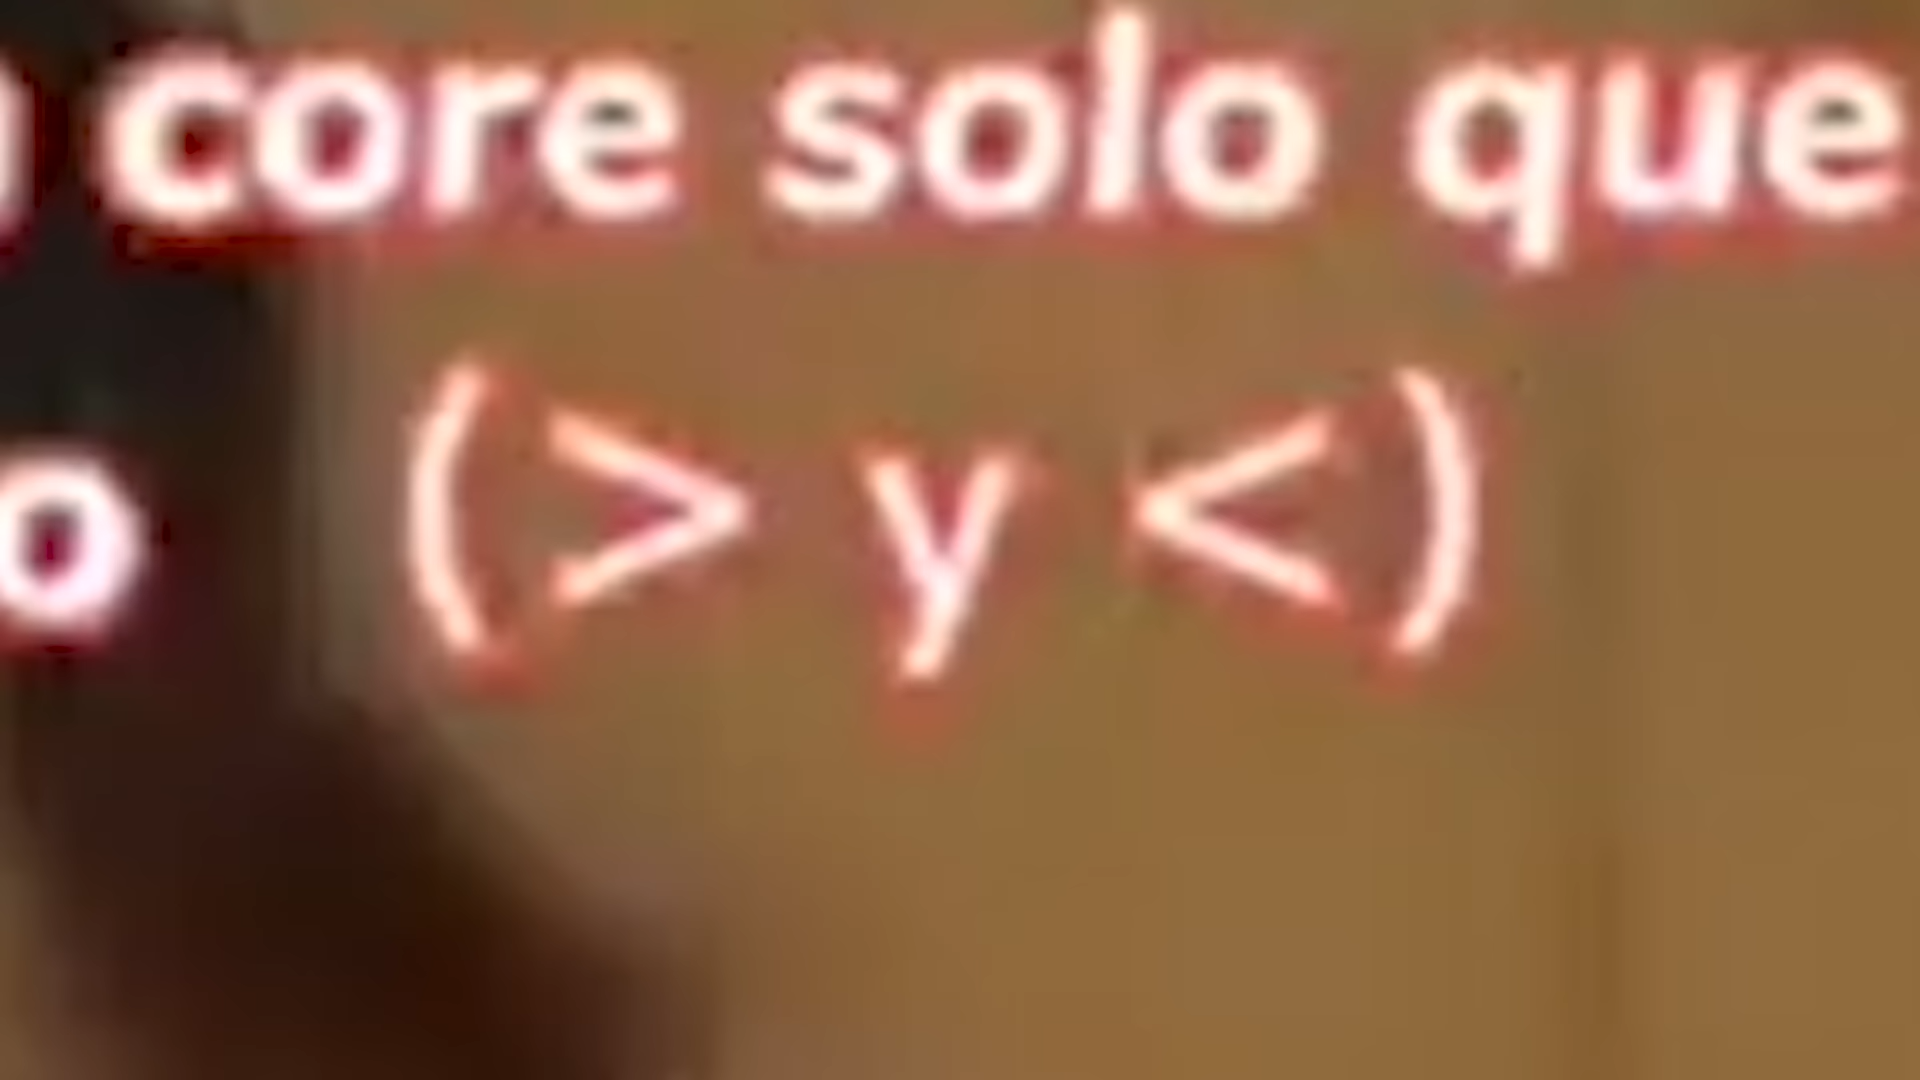 core solo que
o (> y <)